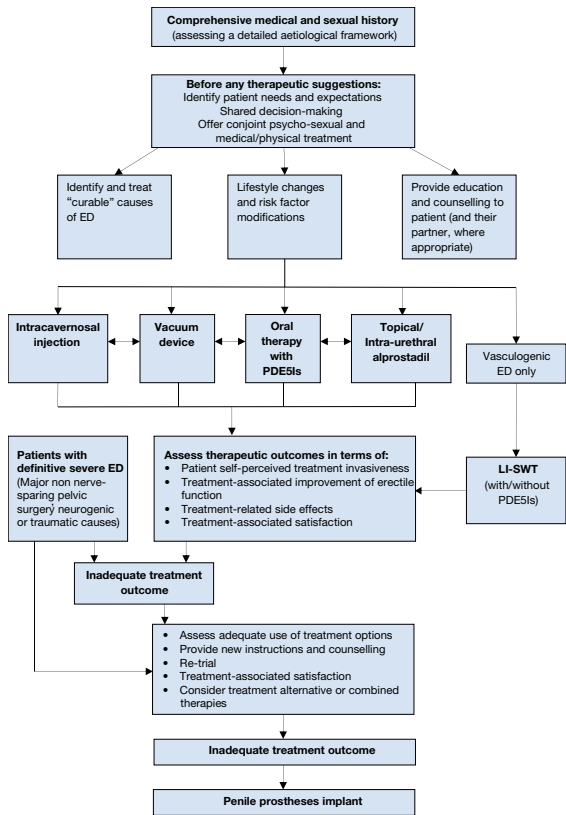 Comprehensive medical and sexual history
(assessing a detailed aetiological framework)
Before any therapeutic suggestions:
Identify patient needs and expectations
Shared decision-making
Offer conjoint psycho-sexual and
medical/physical treatment
Identify and treat
“curable” causes
of ED
Lifestyle changes
and risk factor
modifications
Provide education
and counselling to
patient (and their
partner, where
appropriate)
Intracavernosal
injection
Vacuum
device
Oral
therapy
with
PDE5Is
Topical/
Intra-urethral
alprostadil
Vasculogenic
ED only
Patients with
definitive severe ED
(Major non nerve-
sparing pelvic
surgery neurogenic
or traumatic causes)
Assess therapeutic outcomes in terms of:
• Patient self-perceived treatment invasiveness
• Treatment-associated improvement of erectile
function
• Treatment-related side effects
• Treatment-associated satisfaction
LI-SWT
(with/without
PDE5Is)
Inadequate treatment
outcome
• Assess adequate use of treatment options
• Provide new instructions and counselling
• Re-trial
• Treatment-associated satisfaction
• Consider treatment alternative or combined
therapies
Inadequate treatment outcome
Penile prostheses implant